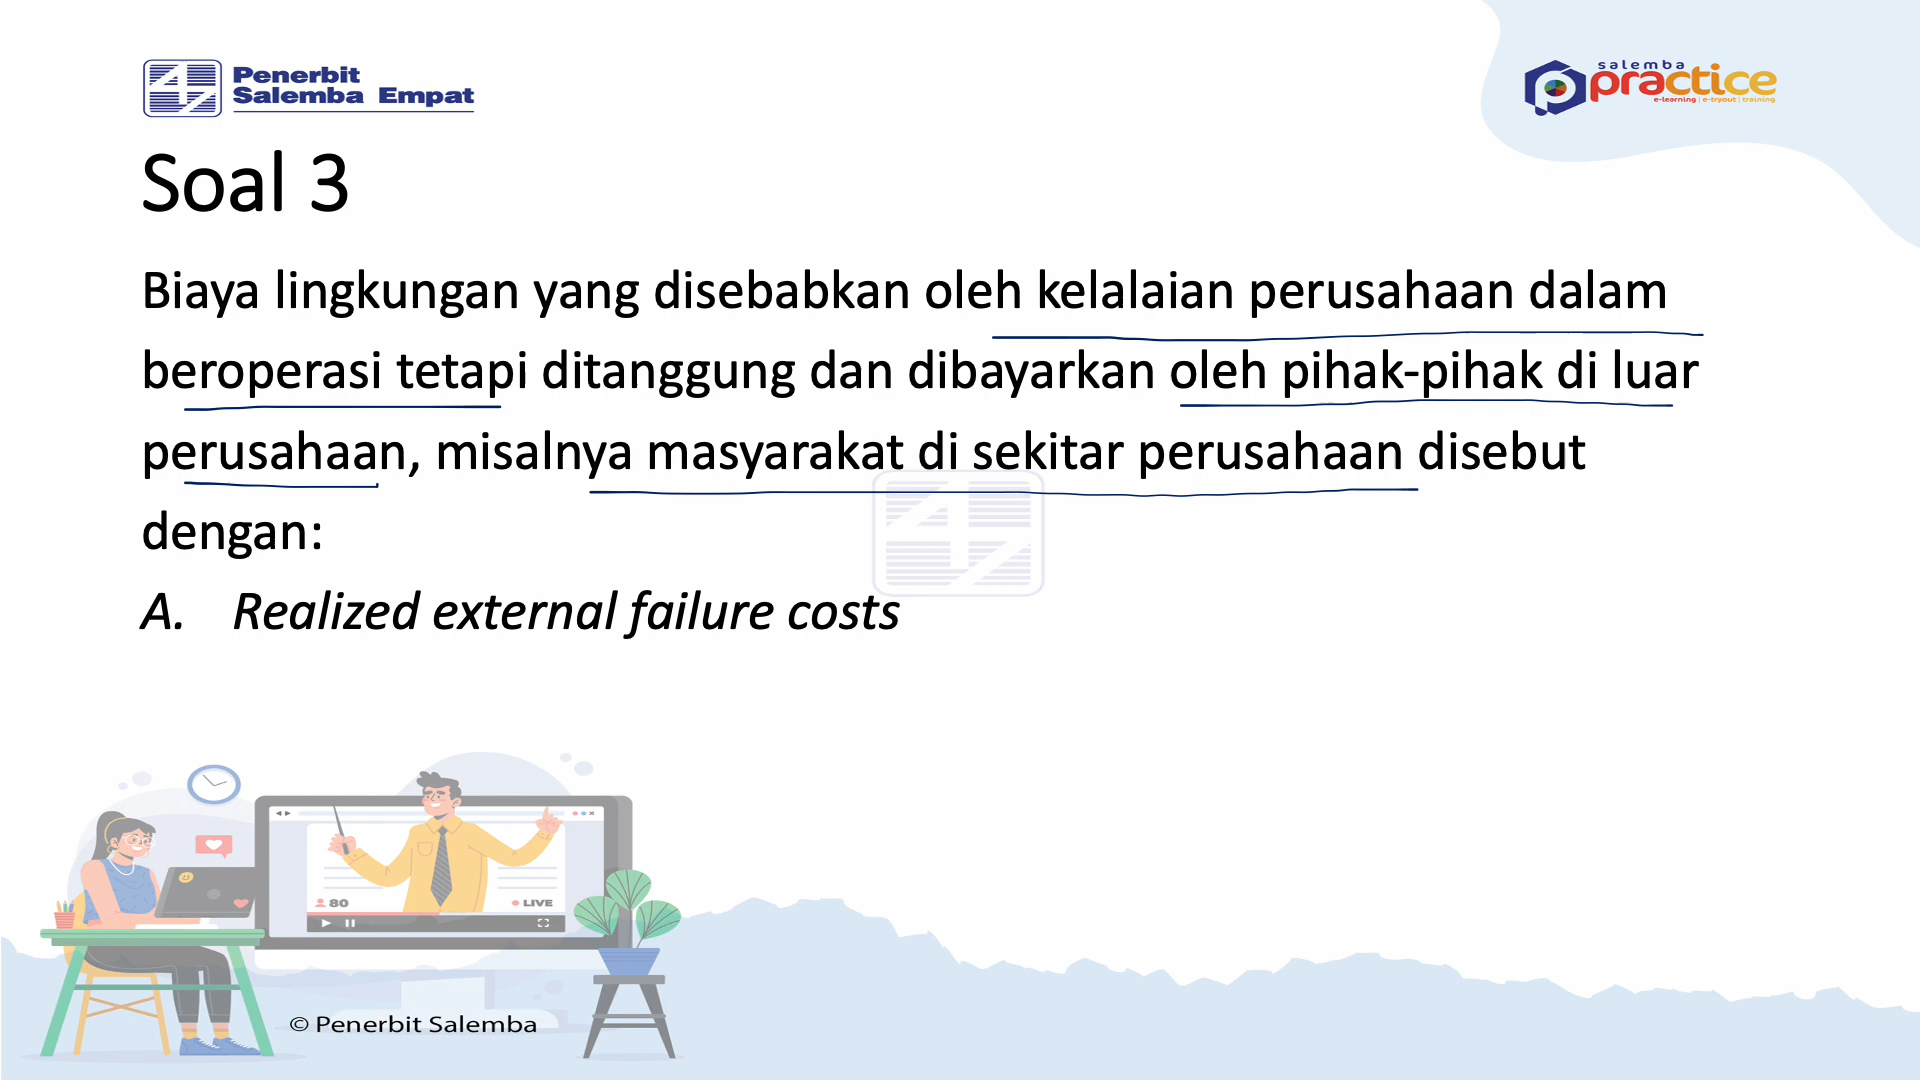 Penerbit
Salemba Empat
salemba
practice
e-learning | e-tryout | training
Soal 3
Biaya lingkungan yang disebabkan oleh kelalaian perusahaan dalam
beroperasi tetapi ditanggung dan dibayarkan oleh pihak-pihak di luar
perusahaan, misalnya masyarakat di sekitar perusahaan disebut
dengan:
A. Realized external failure costs
80
LIVE
© Penerbit Salemba